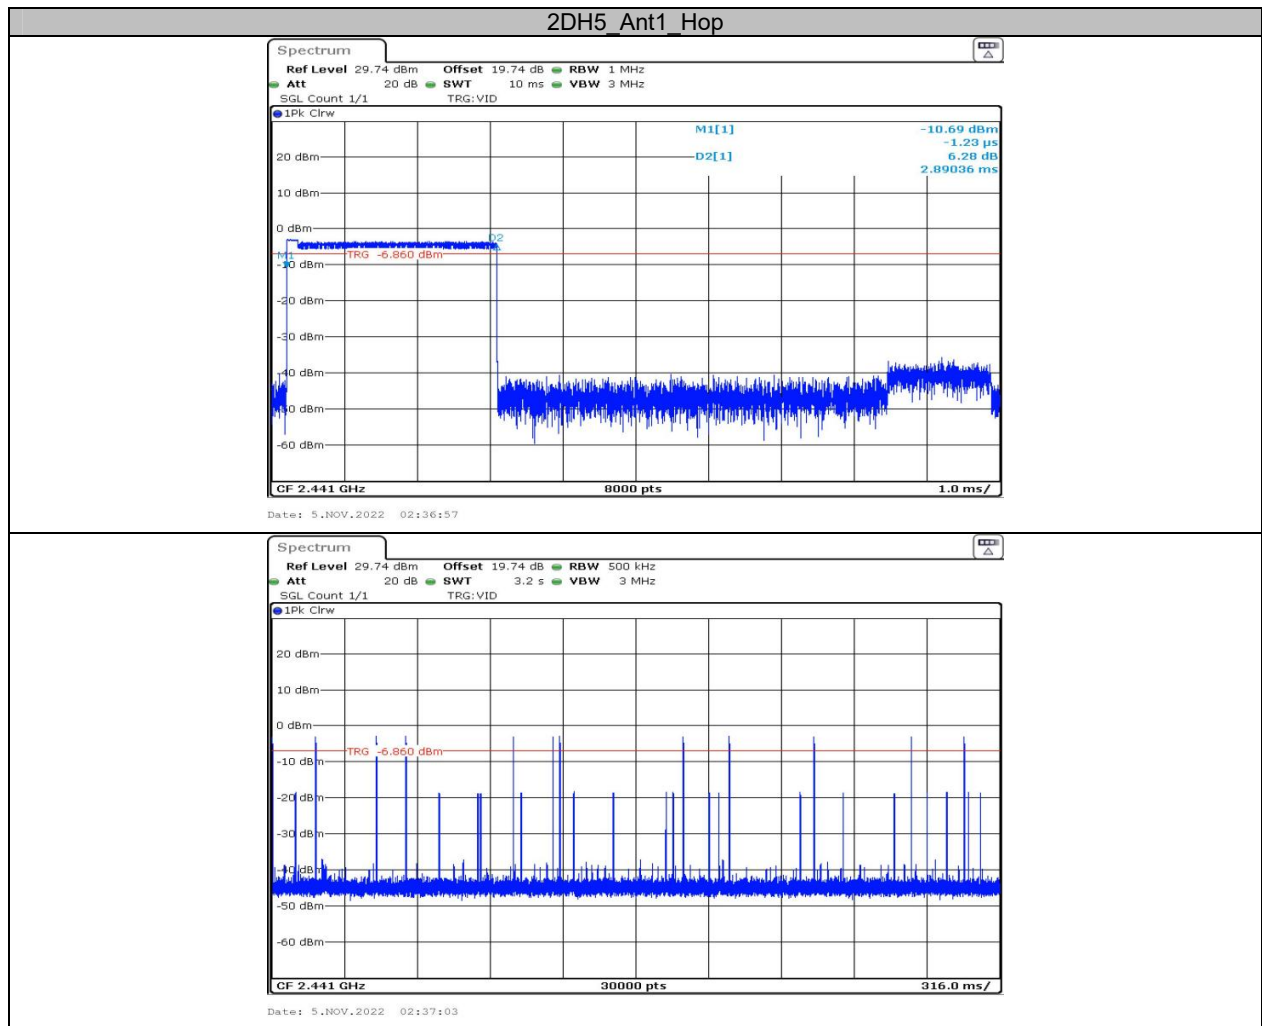 2DH5_Ant1_Hop
Spectrum
Ref Level 29.74 dBm Offset 19.74 dB RBW 1 MHz
Att 20 dB SWT 10 ms VBW 3 MHz
SGL Count 1/1 TRG:VID
1Pk Clrw
M1[1] -10.69 dBm
-1.23 µs
20 dBm D2[1] 6.28 dB
2.89036 ms
10 dBm
0 dBm
D2
M1
TRG -6.860 dBm
-10 dBm
-20 dBm
-30 dBm
-40 dBm
-50 dBm
-60 dBm
CF 2.441 GHz 8000 pts 1.0 ms/
Date: 5.NOV.2022 02:36:57
Spectrum
Ref Level 29.74 dBm Offset 19.74 dB RBW 500 kHz
Att 20 dB SWT 3.2 s VBW 3 MHz
SGL Count 1/1 TRG:VID
1Pk Clrw
20 dBm
10 dBm
0 dBm
TRG -6.860 dBm
-10 dBm
-20 dBm
-30 dBm
-40 dBm
-50 dBm
-60 dBm
CF 2.441 GHz 30000 pts 316.0 ms/
Date: 5.NOV.2022 02:37:03